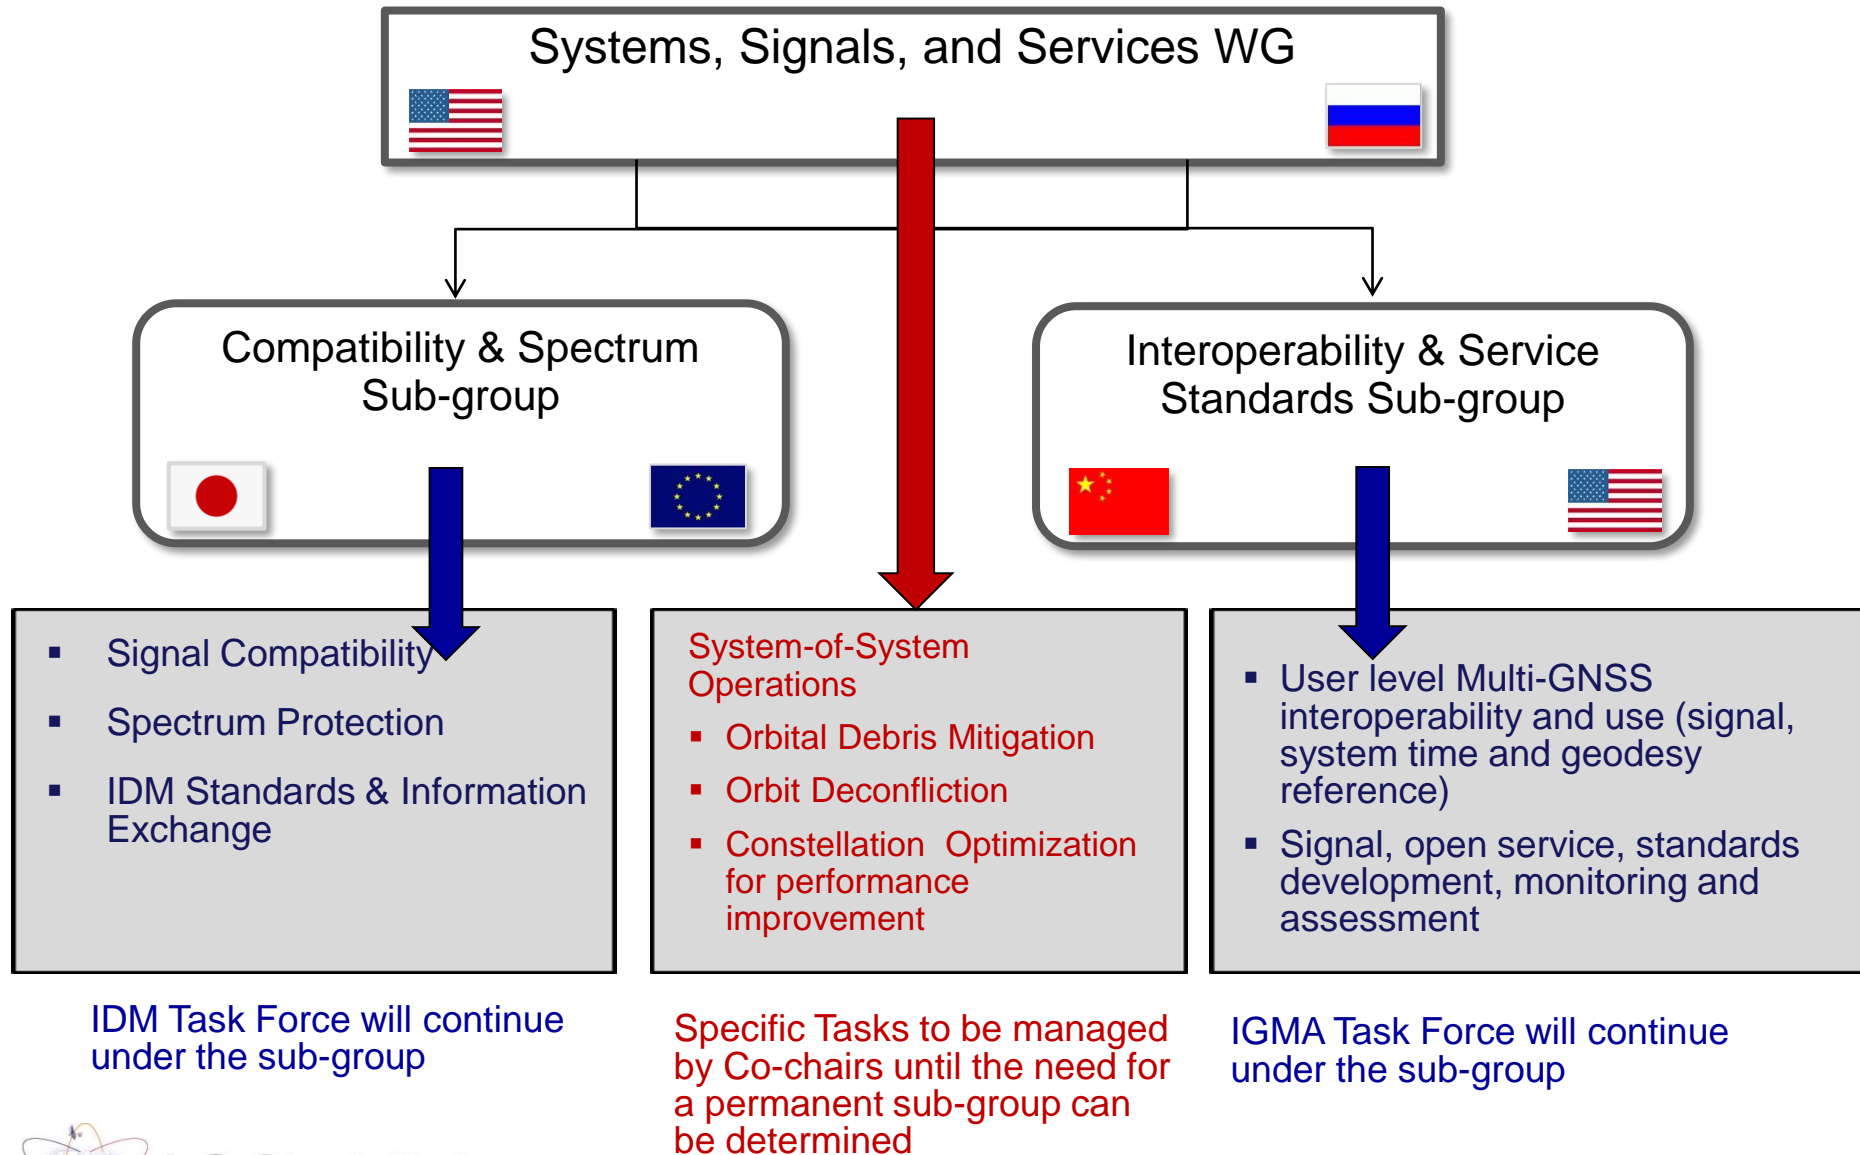 Systems, Signals, and Services WG
Compatibility & Spectrum
Sub-group
Interoperability & Service
Standards Sub-group
▪ Signal Compatibility
▪ Spectrum Protection
▪ IDM Standards & Information
Exchange
System-of-System
Operations
▪ Orbital Debris Mitigation
▪ Orbit Deconfliction
▪ Constellation Optimization
for performance
improvement
▪ User level Multi-GNSS
interoperability and use (signal,
system time and geodesy
reference)
▪ Signal, open service, standards
development, monitoring and
assessment
IDM Task Force will continue
under the sub-group
Specific Tasks to be managed
by Co-chairs until the need for
a permanent sub-group can
be determined
IGMA Task Force will continue
under the sub-group